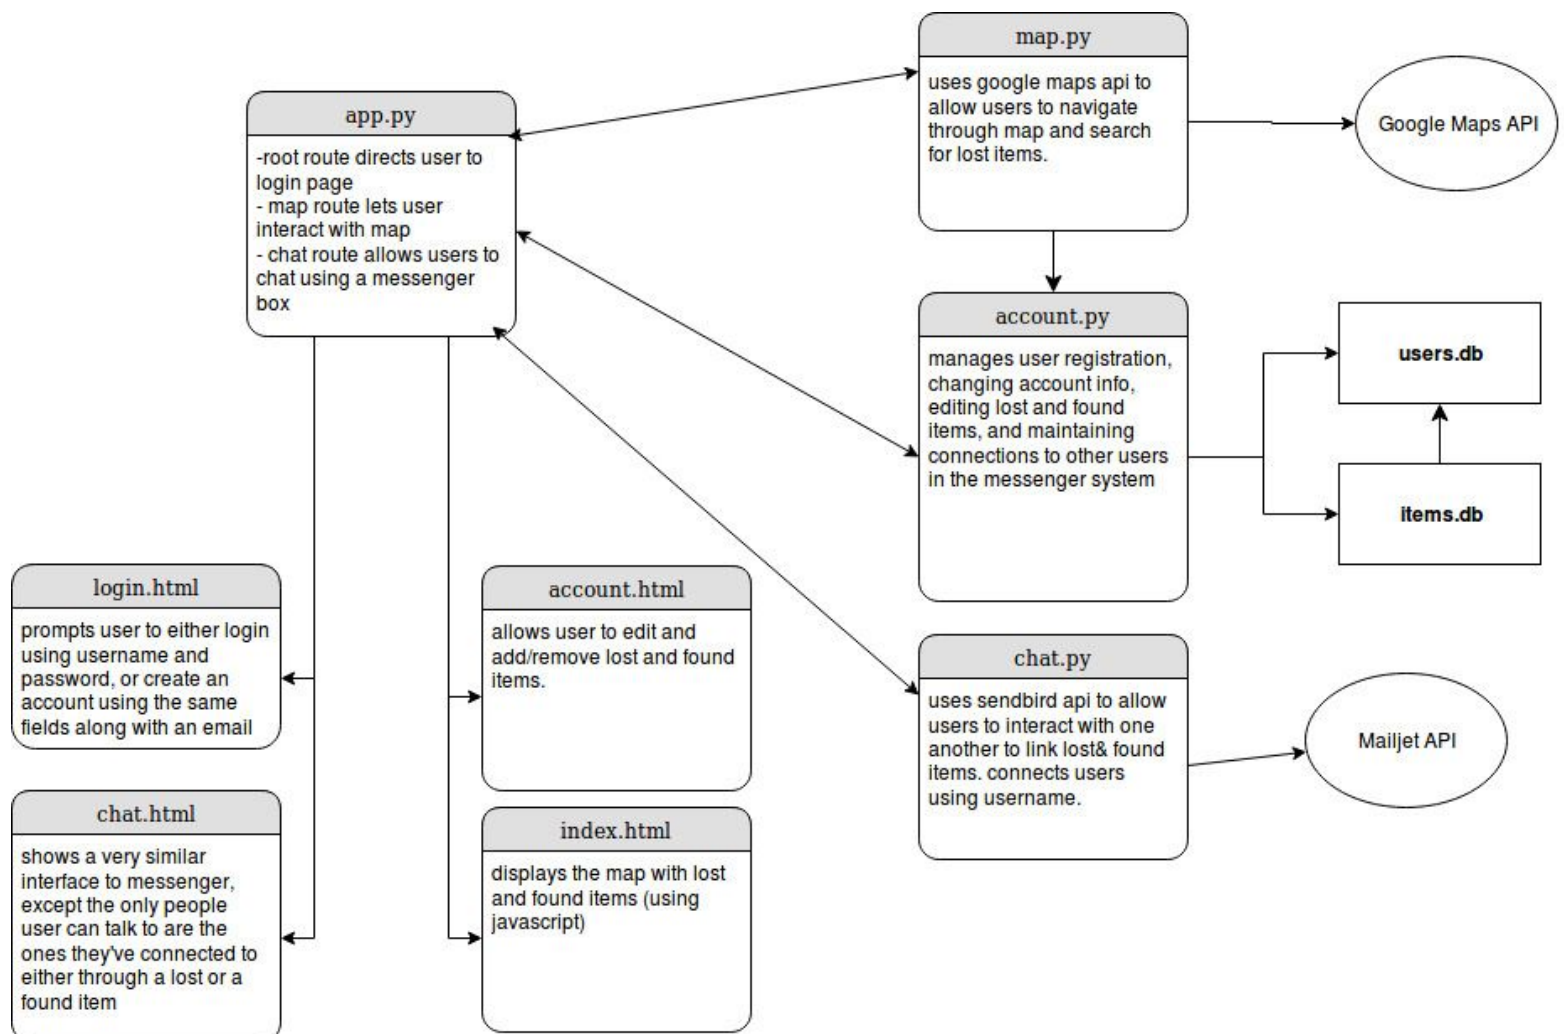 map.py
uses google maps api to
allow users to navigate
through map and search
for lost items.
Google Maps API
app.py
-root route directs user to
login page
- map route lets user
interact with map
- chat route allows users to
chat using a messenger
box
account.py
manages user registration,
changing account info,
editing lost and found
items, and maintaining
connections to other users
in the messenger system
users.db
items.db
login.html
prompts user to either login
using username and
password, or create an
account using the same
fields along with an email
account.html
allows user to edit and
add/remove lost and found
items.
chat.py
uses sendbird api to allow
users to interact with one
another to link lost& found
items. connects users
using username.
Mailjet API
chat.html
shows a very similar
interface to messenger,
except the only people
user can talk to are the
ones they've connected to
either through a lost or a
found item
index.html
displays the map with lost
and found items (using
javascript)